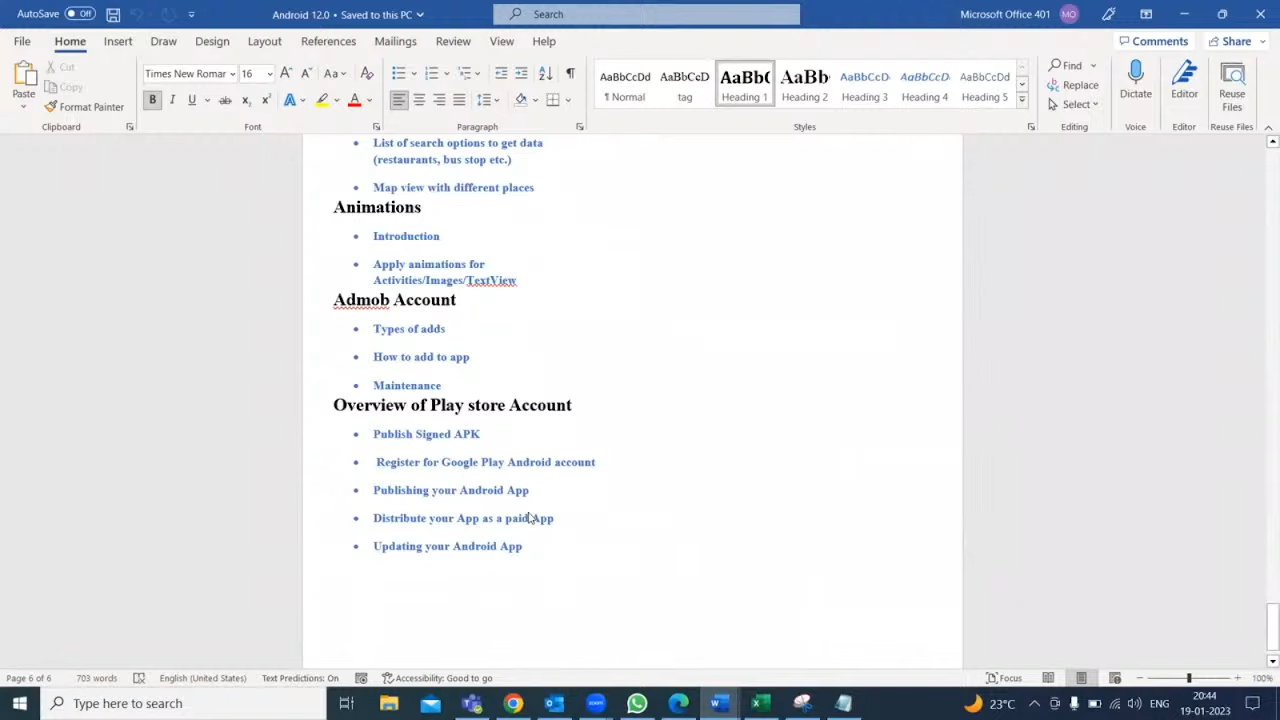 AutoSave Off
Android 12.0 • Saved to this PC
Search
Microsoft Office 401 MO
File Home Insert Draw Design Layout References Mailings Review View Help
Comments Share
Paste
Cut
Copy
Format Painter
Clipboard
Times New Romar 16
Font
Paragraph
AaBbCcDd AaBbCcD AaBbC AaBb AaBbCcD AaBbCcD AaBbCcDd
¶ Normal tag Heading 1 Heading 2 Heading 3 Heading 4 Heading 5
Styles
Find
Replace
Select
Editing
Dictate
Voice
Editor
Editor
Reuse
Files
Reuse Files
• List of search options to get data
(restaurants, bus stop etc.)
• Map view with different places
Animations
• Introduction
• Apply animations for
Activities/Images/TextView
Admob Account
• Types of adds
• How to add to app
• Maintenance
Overview of Play store Account
• Publish Signed APK
• Register for Google Play Android account
• Publishing your Android App
• Distribute your App as a paid App
• Updating your Android App
Page 6 of 6 703 words English (United States) Text Predictions: On Accessibility: Good to go Focus 100%
Type here to search
23°C
ENG
20:44
19-01-2023